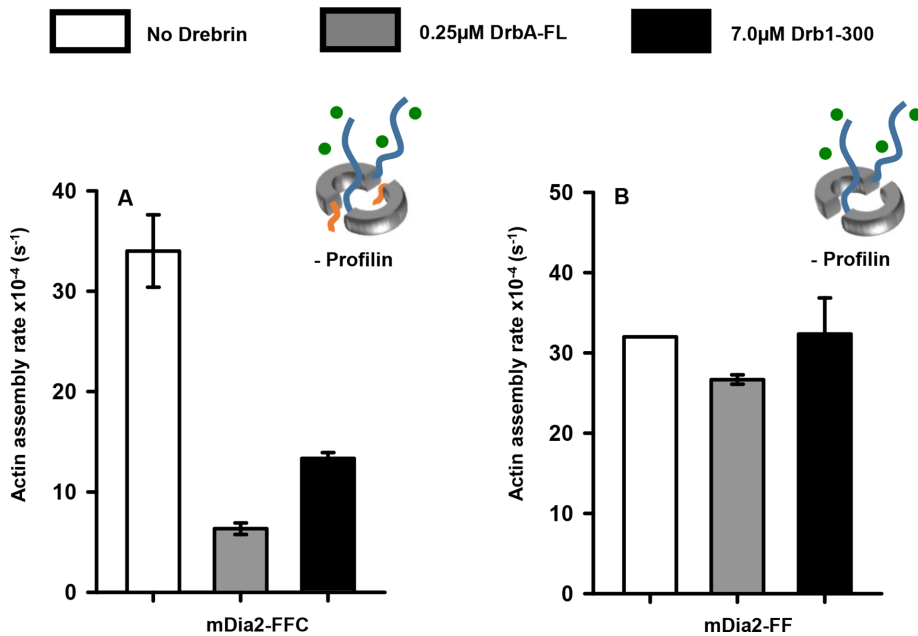 No Drebrin
0.25µM DrbA-FL
7.0µM Drb1-300
A
- Profilin
Actin assembly rate x10⁻⁴ (s⁻¹)
40
30
20
10
0
mDia2-FFC
B
- Profilin
Actin assembly rate x10⁻⁴ (s⁻¹)
50
40
30
20
10
0
mDia2-FF